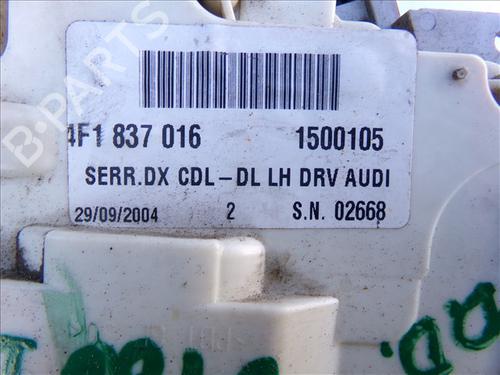 B-PARTS
4F1 837 016 1500105
SERR.DX CDL-DL LH DRV AUDI
29/09/2004 2 S.N. 02668